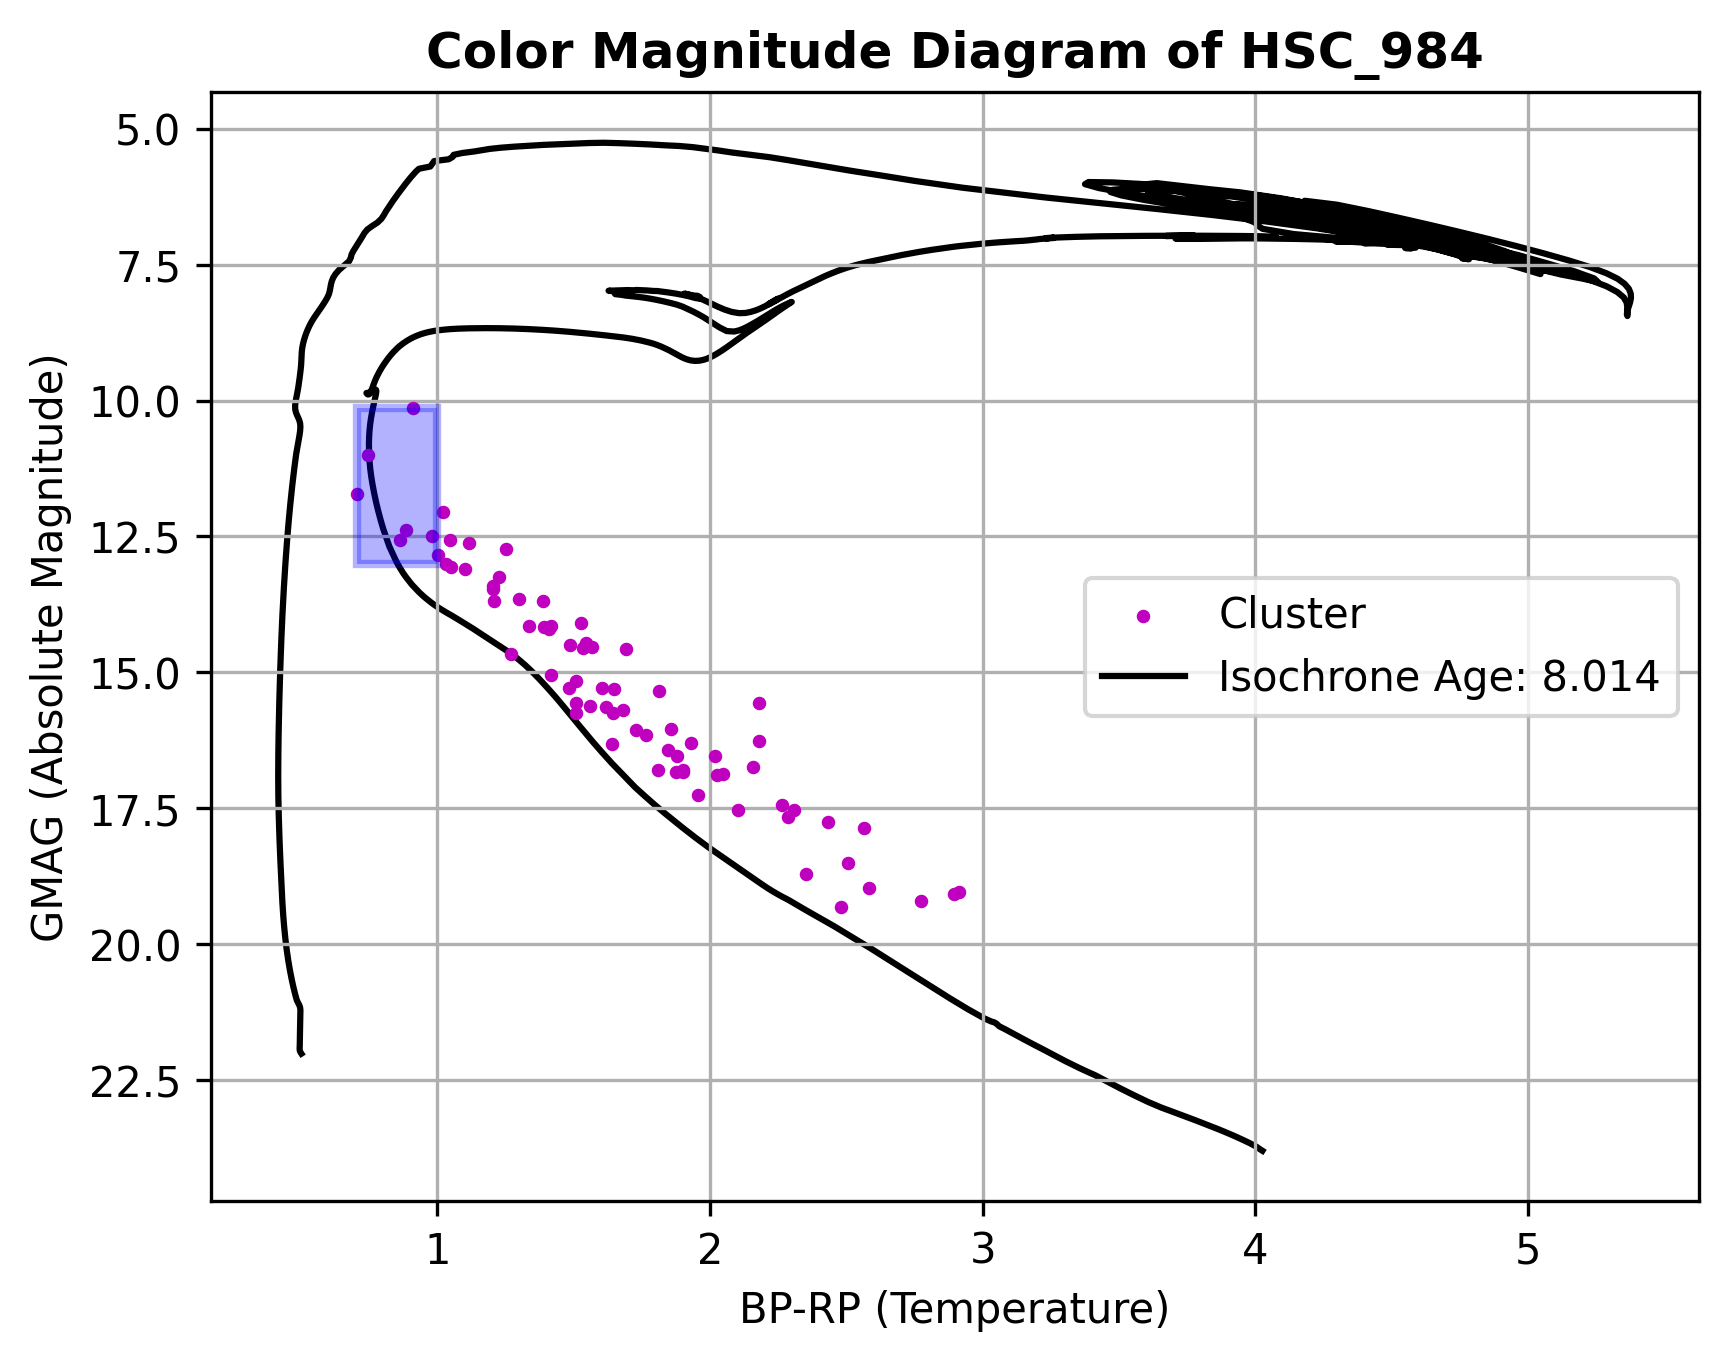 Color Magnitude Diagram of HSC_984
5.0
7.5
10.0
12.5
15.0
17.5
20.0
22.5
GMAG (Absolute Magnitude)
Cluster
Isochrone Age: 8.014
1 2 3 4 5
BP-RP (Temperature)